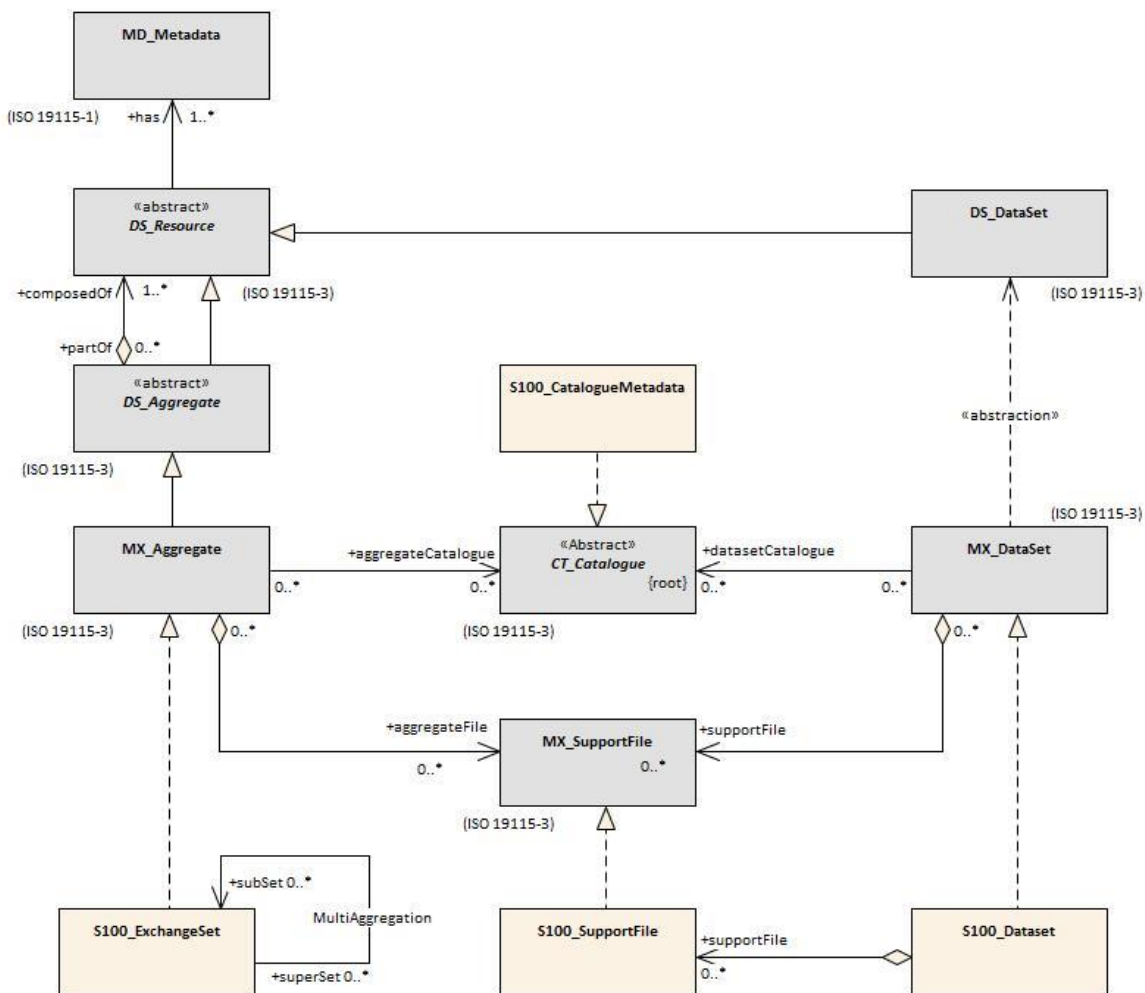 MD_Metadata
(ISO 19115-1)
+has
1..*
«abstract»
DS_Resource
DS_DataSet
+composedOf
1..*
(ISO 19115-3)
(ISO 19115-3)
+partOf
0..*
«abstract»
DS_Aggregate
S100_CatalogueMetadata
«abstraction»
(ISO 19115-3)
(ISO 19115-3)
MX_Aggregate
+aggregateCatalogue
0..*
0..*
«Abstract»
CT_Catalogue
{root}
+datasetCatalogue
0..*
0..*
MX_DataSet
(ISO 19115-3)
0..*
(ISO 19115-3)
0..*
+aggregateFile
0..*
MX_SupportFile
0..*
+supportFile
(ISO 19115-3)
+subSet 0..*
MultiAggregation
S100_ExchangeSet
+superSet 0..*
S100_SupportFile
+supportFile
0..*
S100_Dataset